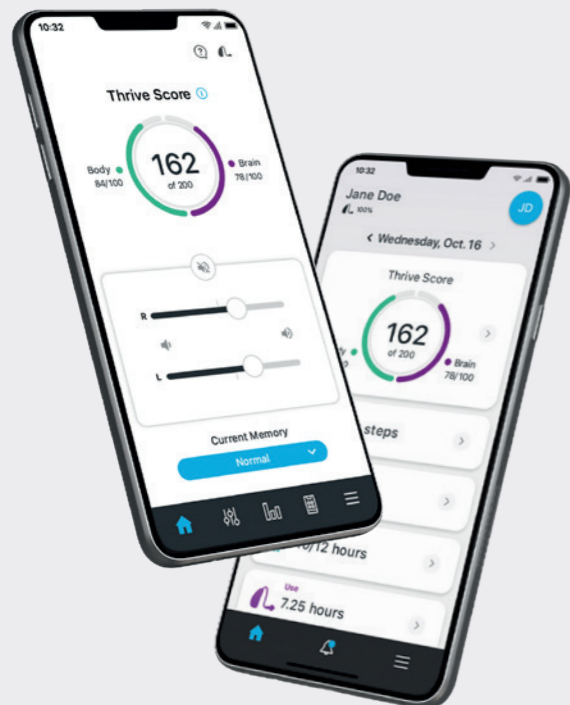 10:32
Thrive Score
Body
84/100
162
of 200
Brain
78/100
R
L
Current Memory
Normal
10:32
Jane Doe
100%
JD
Wednesday, Oct. 16
Thrive Score
162
of 200
Brain
78/100
steps
/12 hours
Use
7.25 hours